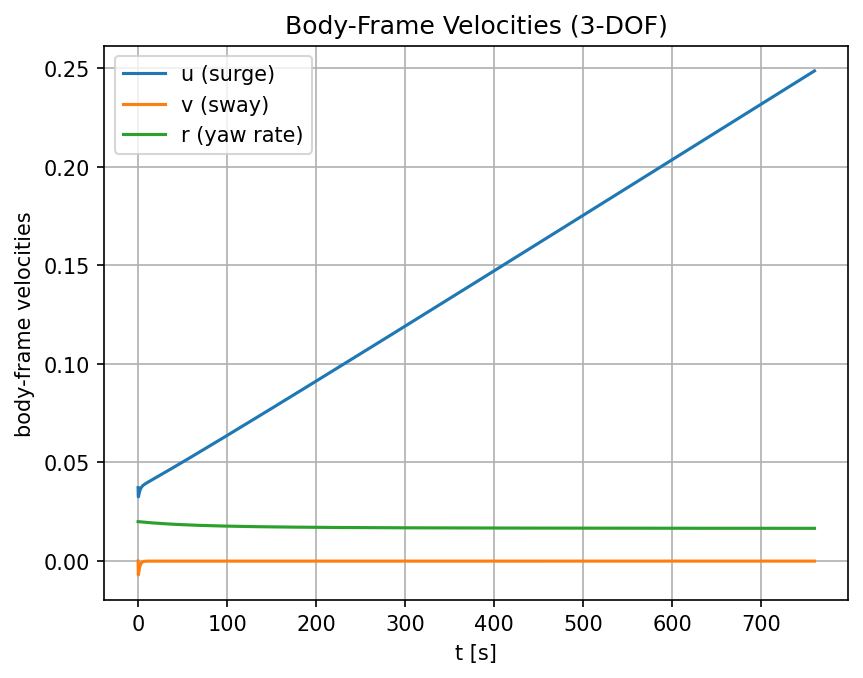 Body-Frame Velocities (3-DOF)
u (surge)
v (sway)
r (yaw rate)
body-frame velocities
0.25
0.20
0.15
0.10
0.05
0.00
0 100 200 300 400 500 600 700
t [s]